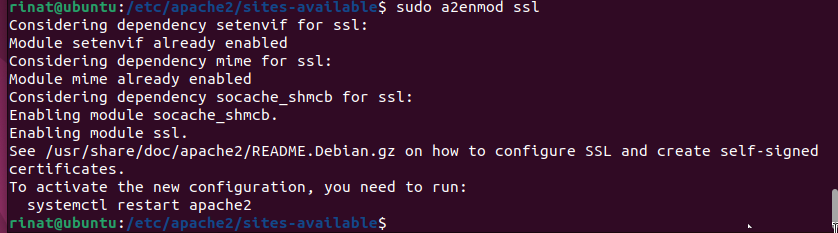 rinat@ubuntu:/etc/apache2/sites-available$ sudo a2enmod ssl
Considering dependency setenvif for ssl:
Module setenvif already enabled
Considering dependency mime for ssl:
Module mime already enabled
Considering dependency socache_shmcb for ssl:
Enabling module socache_shmcb.
Enabling module ssl.
See /usr/share/doc/apache2/README.Debian.gz on how to configure SSL and create self-signed
certificates.
To activate the new configuration, you need to run:
  systemctl restart apache2
rinat@ubuntu:/etc/apache2/sites-available$